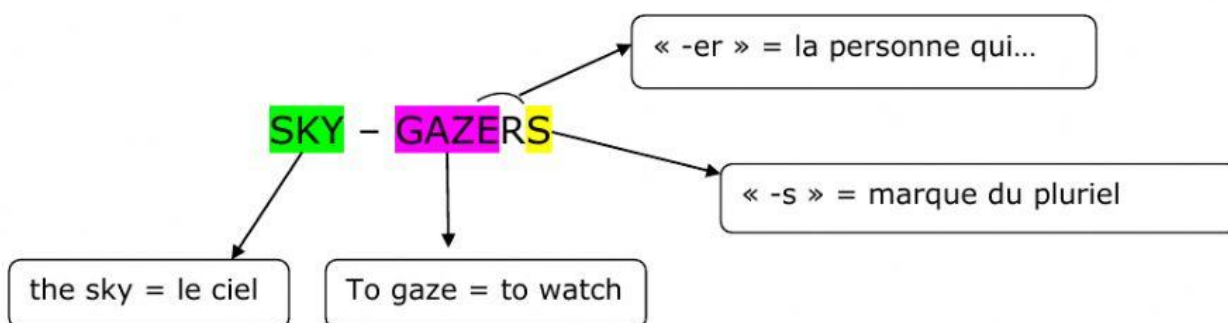 « -er » = la personne qui…
SKY – GAZERS
« -s » = marque du pluriel
the sky = le ciel
To gaze = to watch